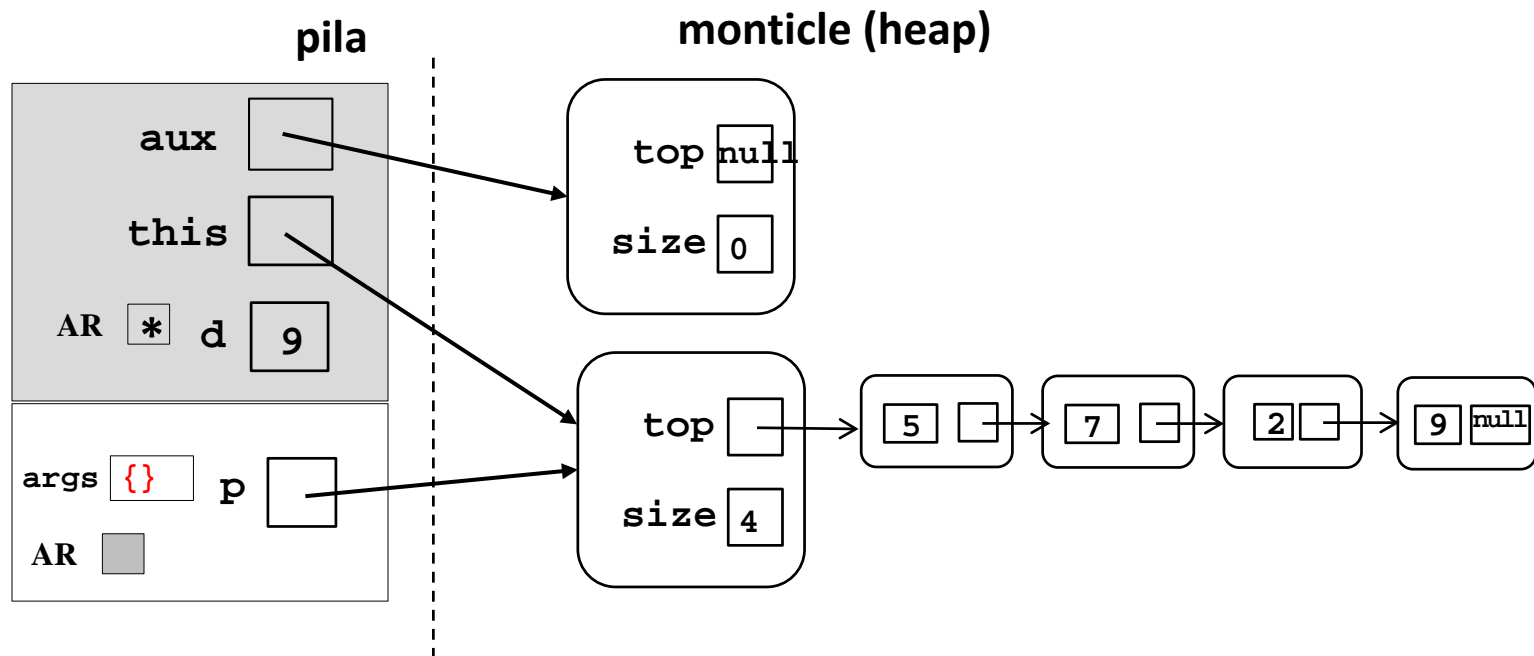 pila
monticle (heap)
aux
this
AR * d 9
args {} p
AR
top null
size 0
top
size 4
5
7
2
9 null